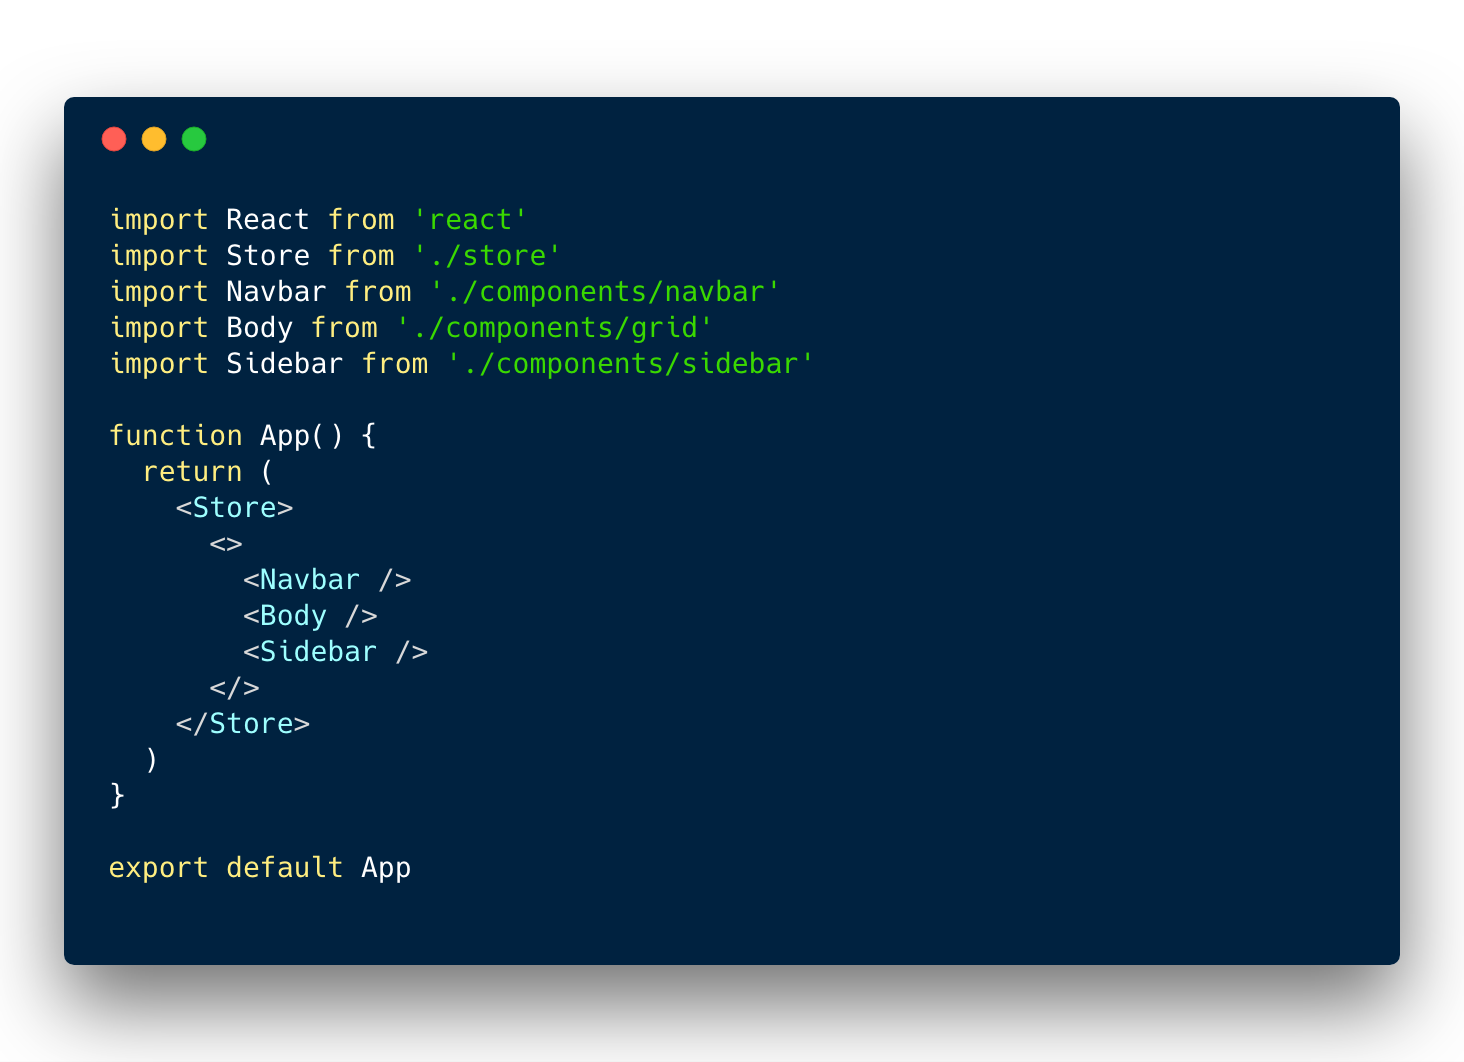 import React from 'react'
import Store from './store'
import Navbar from './components/navbar'
import Body from './components/grid'
import Sidebar from './components/sidebar'

function App() {
  return (
    <Store>
      <>
        <Navbar />
        <Body />
        <Sidebar />
      </>
    </Store>
  )
}

export default App